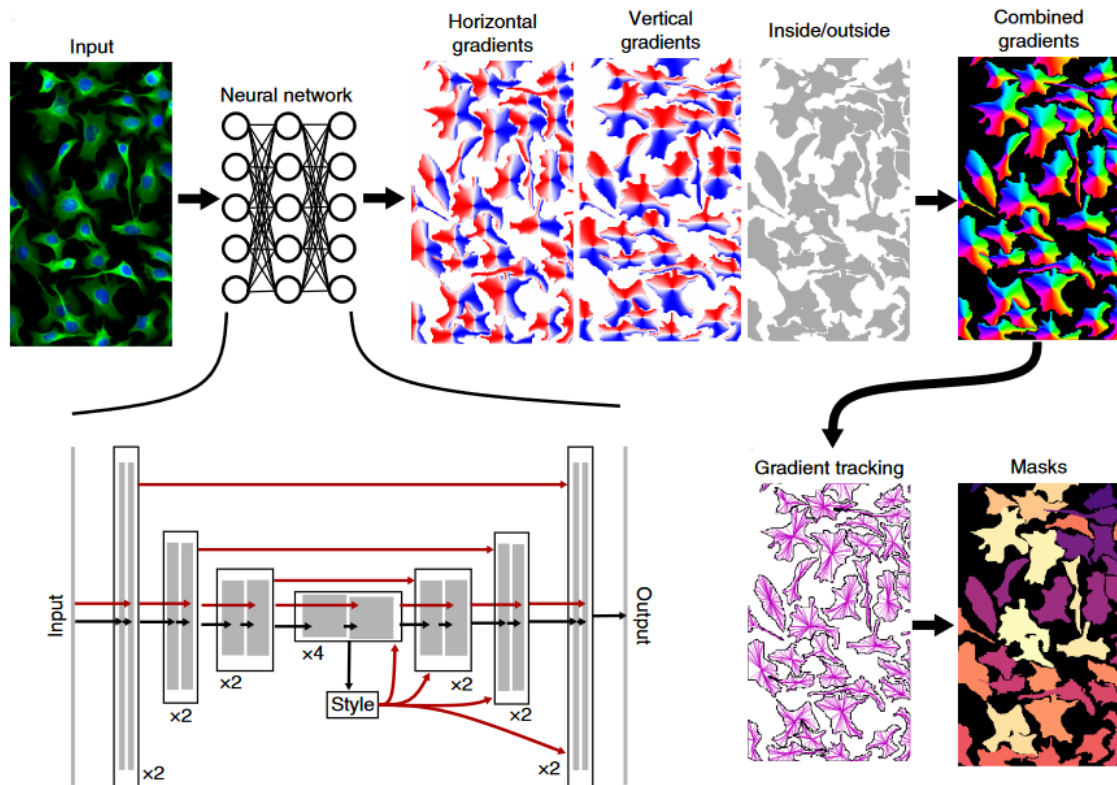 Input
Neural network
Horizontal
gradients
Vertical
gradients
Inside/outside
Combined
gradients
Gradient tracking
Masks
Input
×2
×2
×2
×4
Style
×2
×2
×2
Output